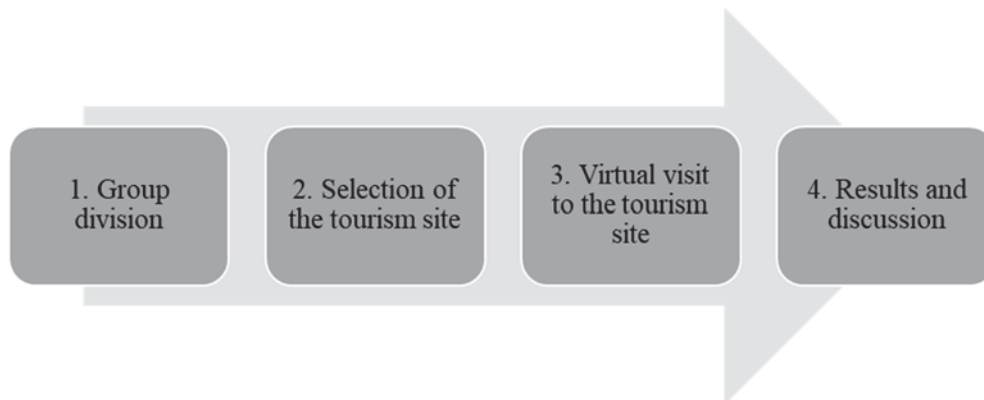 1. Group
division
2. Selection of
the tourism site
3. Virtual visit
to the tourism
site
4. Results and
discussion